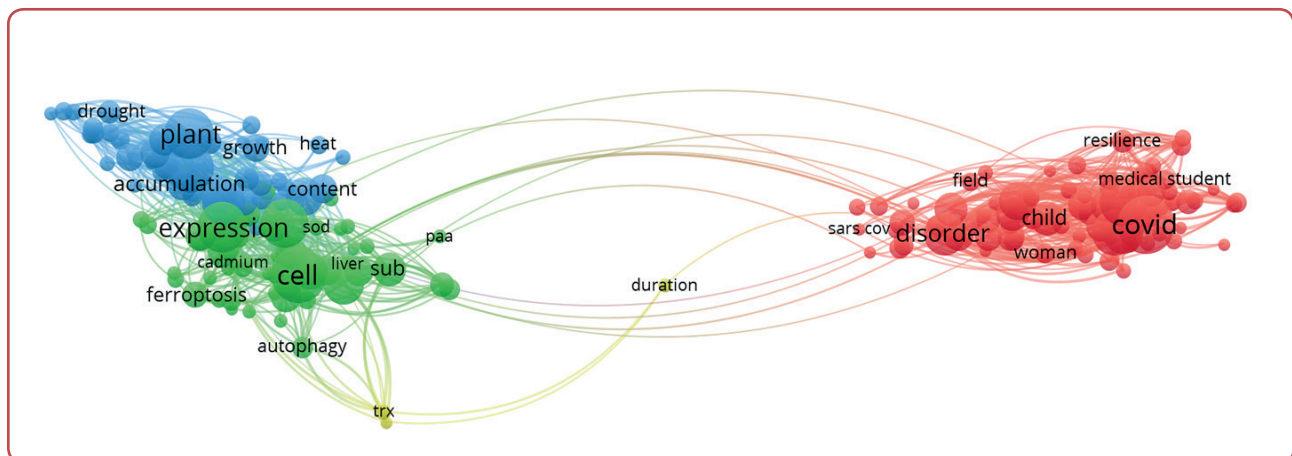 drought
plant
growth
heat
accumulation
content
expression
sod
cadmium
liver
sub
cell
ferroptosis
autophagy
paa
trx
duration
resilience
field
medical student
child
covid
sars cov
disorder
woman